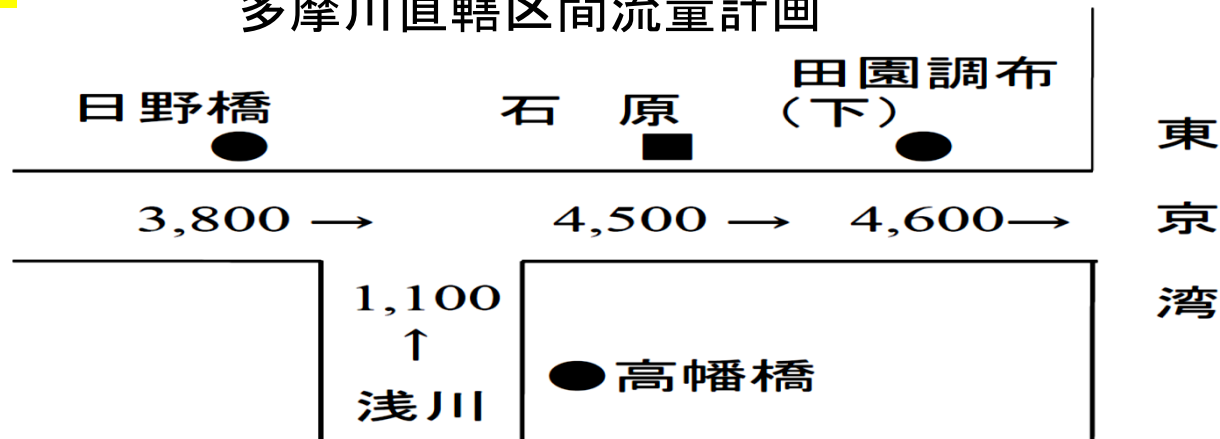 多摩川直轄区間流量計画
日野橋
石 原
田園調布
(下)
3,800 →
4,500 →
4,600→
東京湾
1,100
↑
浅川
高幡橋